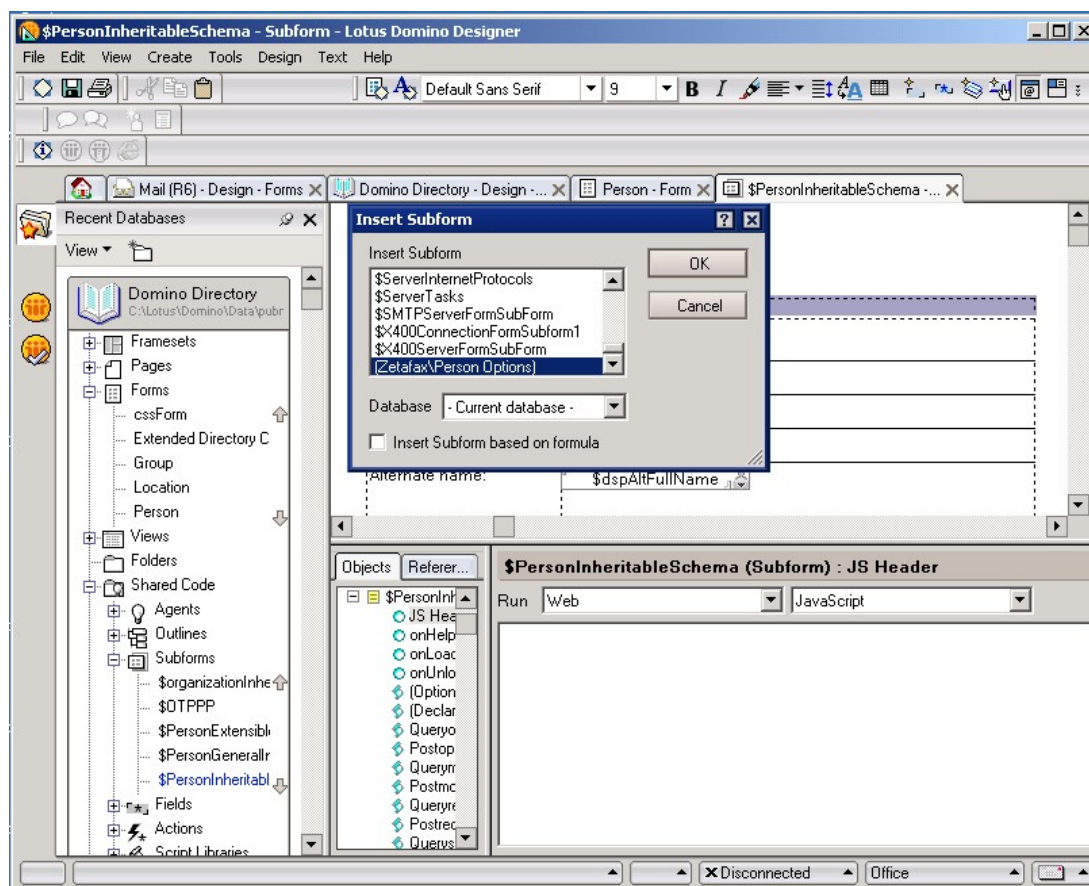 $PersonInheritableSchema - Subform - Lotus Domino Designer
File Edit View Create Tools Design Text Help
Default Sans Serif 9 B I
Mail (R6) - Design - Forms Domino Directory - Design -... Person - Form $PersonInheritableSchema -...
Recent Databases
View
Domino Directory
C:\Lotus\Domino\Data\pubr
Framesets
Pages
Forms
cssForm
Extended Directory C
Group
Location
Person
Views
Folders
Shared Code
Agents
Outlines
Subforms
$organizationInhe
$OTPPP
$PersonExtensibl
$PersonGeneralIr
$PersonInheritabl
Fields
Actions
Script Libraries
Insert Subform
Insert Subform
$ServerInternetProtocols
$ServerTasks
$SMTPServerFormSubForm
$X400ConnectionFormSubform1
$X400ServerFormSubForm
(Zetafax\Person Options)
OK
Cancel
Database - Current database -
Insert Subform based on formula
Alternate name: $dspAltFullName
Objects Referer...
$PersonInh
JS Hea
onHelp
onLoac
onUnlo
(Option
(Declar
Queryo
Postop
Querym
Postmc
Queryre
Postrec
Querys
$PersonInheritableSchema (Subform) : JS Header
Run Web JavaScript
Disconnected Office